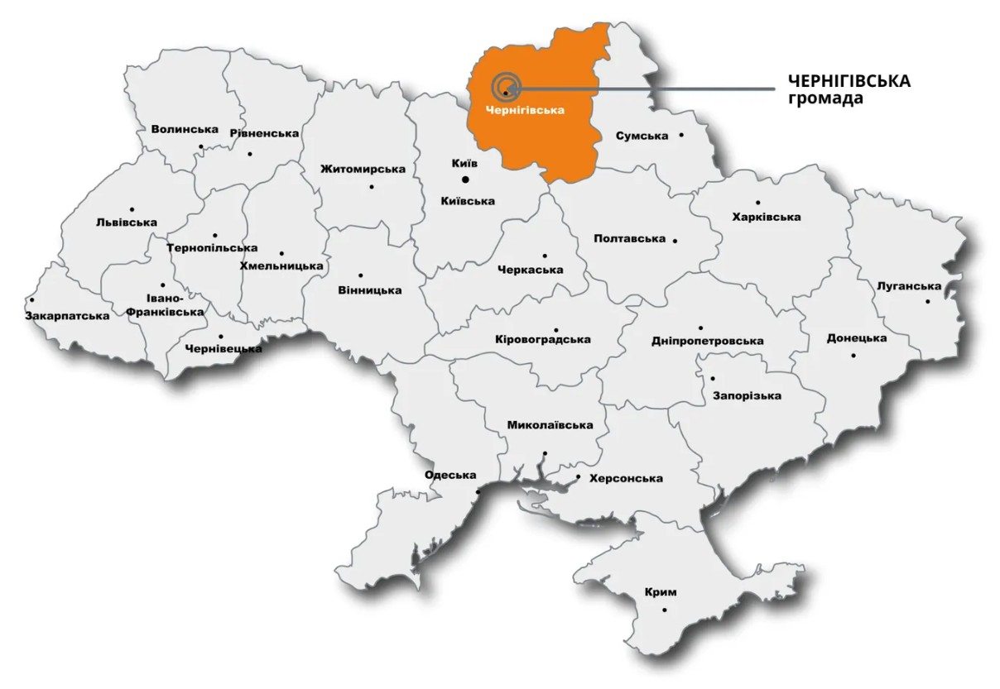 ЧЕРНІГІВСЬКА
громада
Чернігівська
Волинська
Рівненська
Сумська
Київ
Житомирська
Київська
Львівська
Харківська
Тернопільська
Полтавська
Хмельницька
Черкаська
Вінницька
Луганська
Івано-
Франківська
Закарпатська
Чернівецька
Кіровоградська
Дніпропетровська
Донецька
Запорізька
Миколаївська
Одеська
Херсонська
Крим